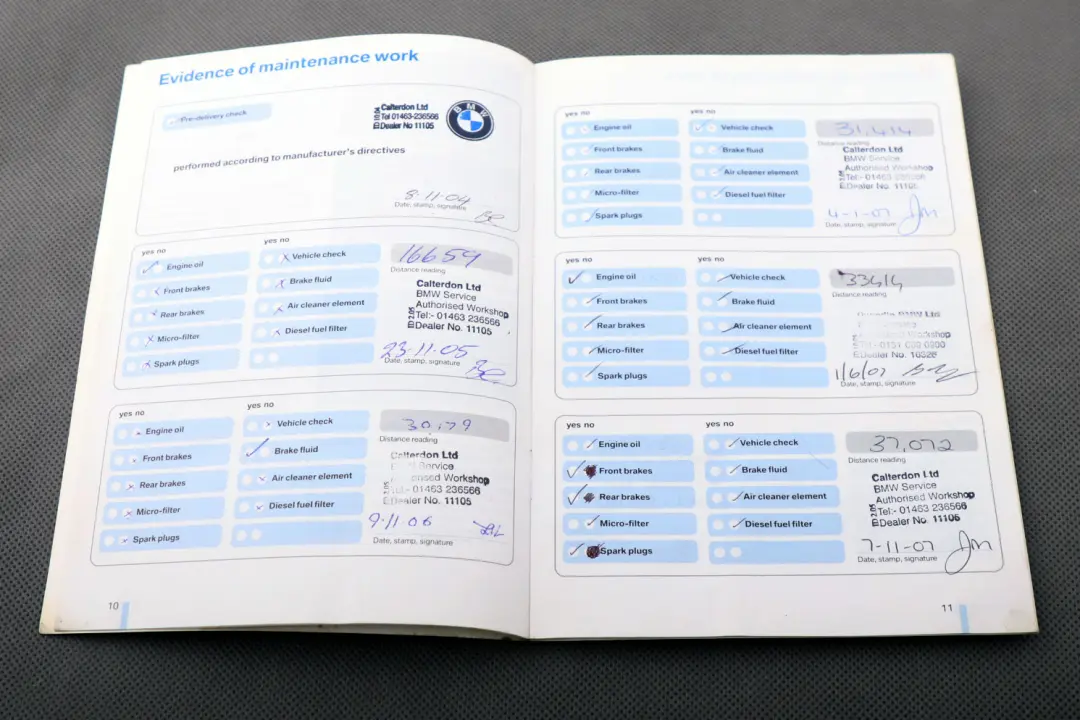 Evidence of maintenance work
Pre-delivery check
Calterdon Ltd
Tel 01463-236566
Dealer No 11105
BMW
performed according to manufacturer's directives
8-11-04
Date, stamp, signature
yes no
yes no
Engine oil
Vehicle check
16659
Front brakes
Brake fluid
Distance reading
Rear brakes
Air cleaner element
Micro-filter
Diesel fuel filter
Spark plugs
Calterdon Ltd
BMW Service
Authorised Workshop
Tel:- 01463 236566
Dealer No. 11105
23-11-05
Date, stamp, signature
yes no
yes no
Engine oil
Vehicle check
Front brakes
Brake fluid
Distance reading
Rear brakes
Air cleaner element
Micro-filter
Diesel fuel filter
Spark plugs
Calterdon Ltd
Service
Workshop
01463 236566
Dealer No. 11105
9-11-06
Date, stamp, signature
10
yes no
yes no
Engine oil
Vehicle check
31,414
Front brakes
Brake fluid
Distance reading
Rear brakes
Air cleaner element
Micro-filter
Diesel fuel filter
Spark plugs
Calterdon Ltd
BMW Service
Authorised Workshop
Tel:- 01463 236566
Dealer No. 11105
4-1-07
Date, stamp, signature
yes no
yes no
Engine oil
Vehicle check
33414
Front brakes
Brake fluid
Distance reading
Rear brakes
Air cleaner element
Micro-filter
Diesel fuel filter
Spark plugs
BMW Ltd
Service
Workshop
Dealer No.
1/6/07
Date, stamp, signature
yes no
yes no
Engine oil
Vehicle check
37,072
Front brakes
Brake fluid
Distance reading
Rear brakes
Air cleaner element
Micro-filter
Diesel fuel filter
Spark plugs
Calterdon Ltd
BMW Service
Authorised Workshop
Tel:- 01463 236566
Dealer No. 11105
7-11-07
Date, stamp, signature
11